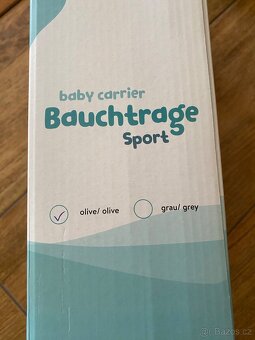 baby carrier
Bauchtrage
Sport
olive/ olive
grau/ grey
Bazos.cz